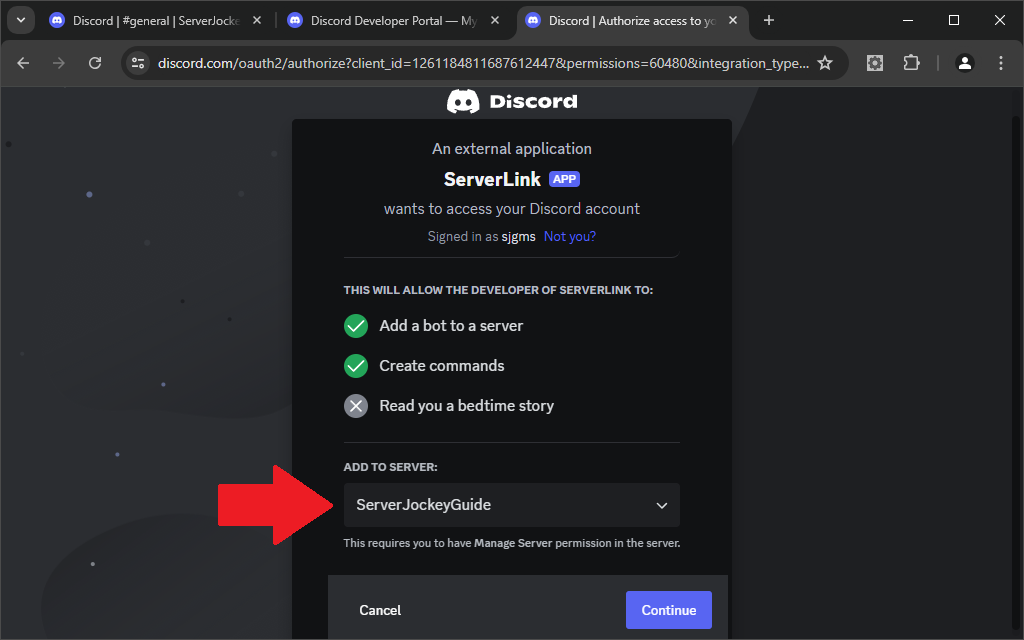 Discord | #general | ServerJocke
Discord Developer Portal — My
Discord | Authorize access to yo
discord.com/oauth2/authorize?client_id=1261184811687612447&permissions=60480&integration_type...
Discord
An external application
ServerLink APP
wants to access your Discord account
Signed in as sjgms Not you?
THIS WILL ALLOW THE DEVELOPER OF SERVERLINK TO:
Add a bot to a server
Create commands
Read you a bedtime story
ADD TO SERVER:
ServerJockeyGuide
This requires you to have Manage Server permission in the server.
Cancel
Continue